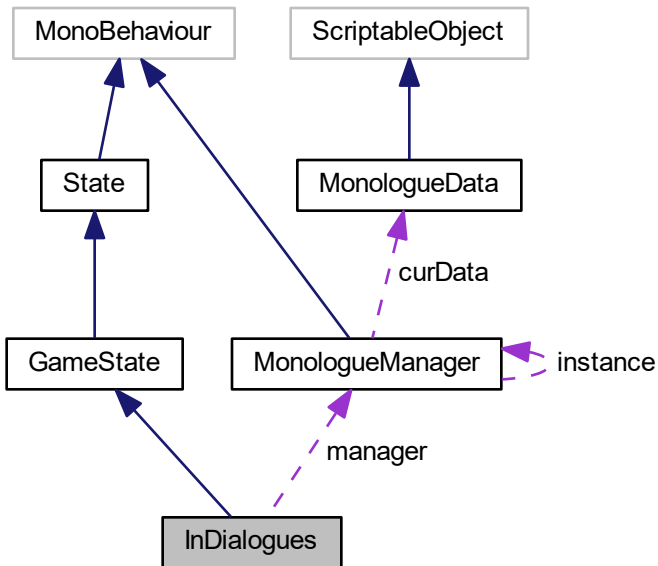 MonoBehaviour
ScriptableObject
State
MonologueData
curData
GameState
MonologueManager
instance
manager
InDialogues